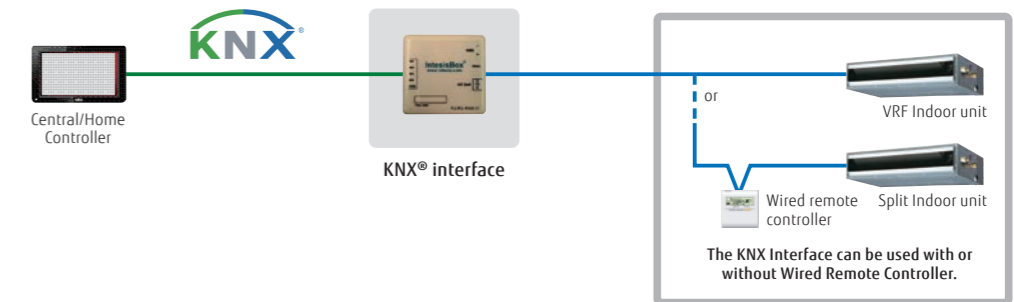 KNX®
Central/Home
Controller
IntesisBox®
KNX® interface
or
VRF Indoor unit
Wired remote
controller
Split Indoor unit
The KNX Interface can be used with or
without Wired Remote Controller.